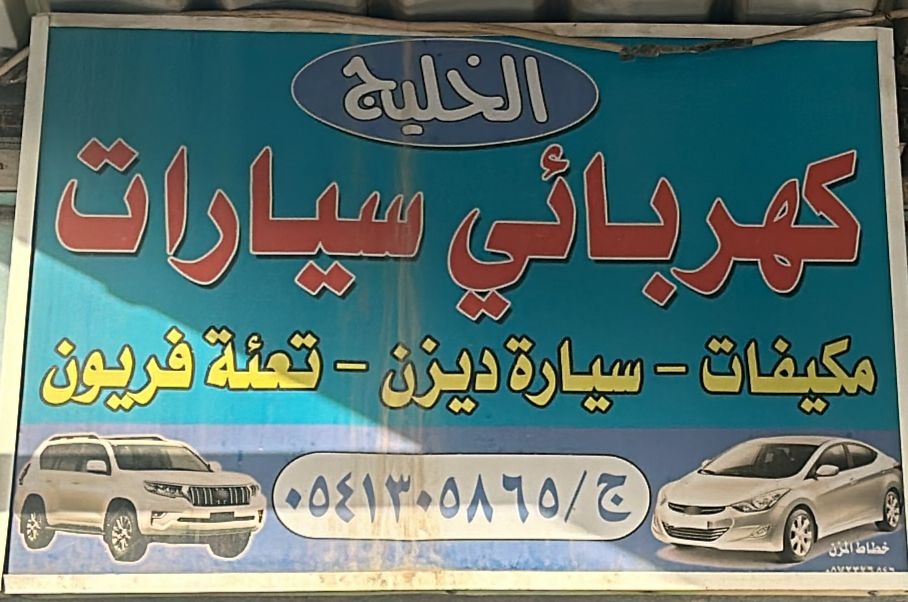 الخليج
كهربائي سيارات
مكيفات - سيارة ديزن - تعئة فريون
ج/٠٥٤١٣٠٥٨٦٥
خطاط المزن